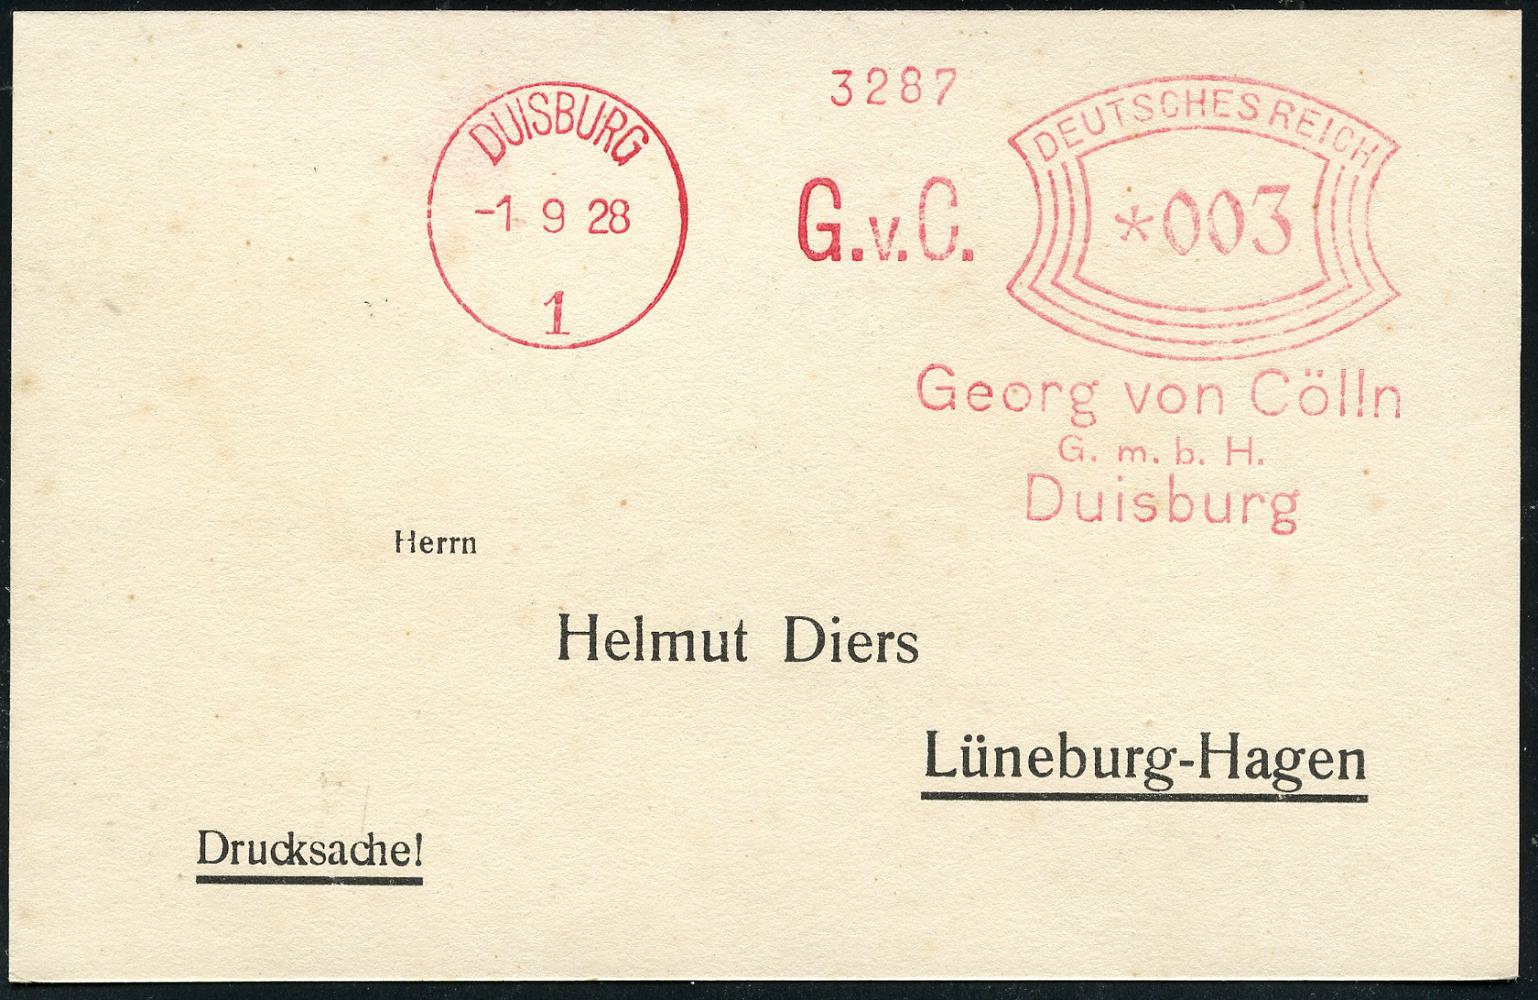 3287
DUISBURG
-1 9 28
1
G.v.C.
DEUTSCHES REICH
*003
Georg von Cölln
G. m. b. H.
Duisburg
Herrn
Helmut Diers
Lüneburg-Hagen
Drucksache!